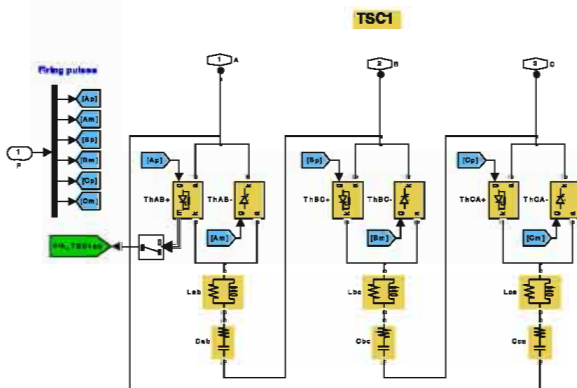 TSC1
1 A
2 B
3 C
Firing pulses
[Ap]
[Am]
[Bp]
[Bm]
[Cp]
[Cm]
1
P
[Ap]
[Bp]
[Cp]
g a
k a
g a
k
g a
k
ThAB+
ThAB-
ThBC+
ThBC-
ThCA+
ThCA-
m k
[Am]
[Bm]
[Cm]
Lab
Lbc
Lca
Cab
Cbc
Cca